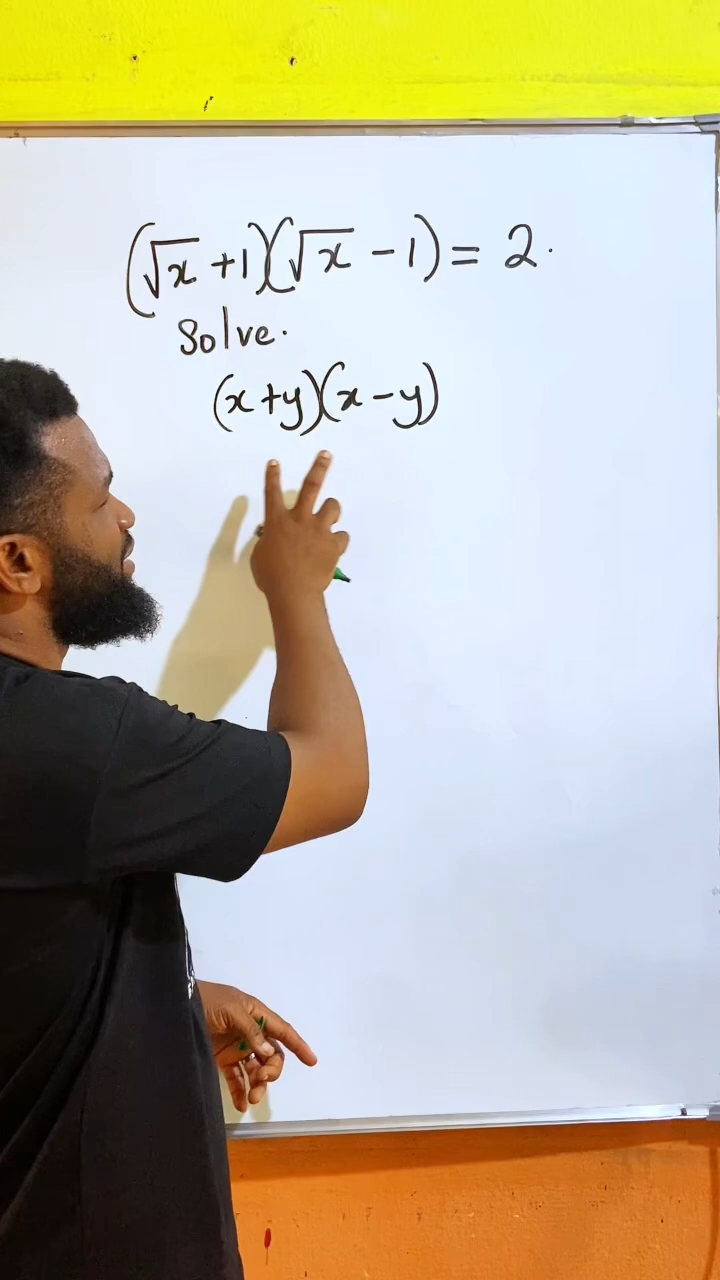 (√x +1)(√x -1) = 2.
Solve.
(x+y)(x-y)